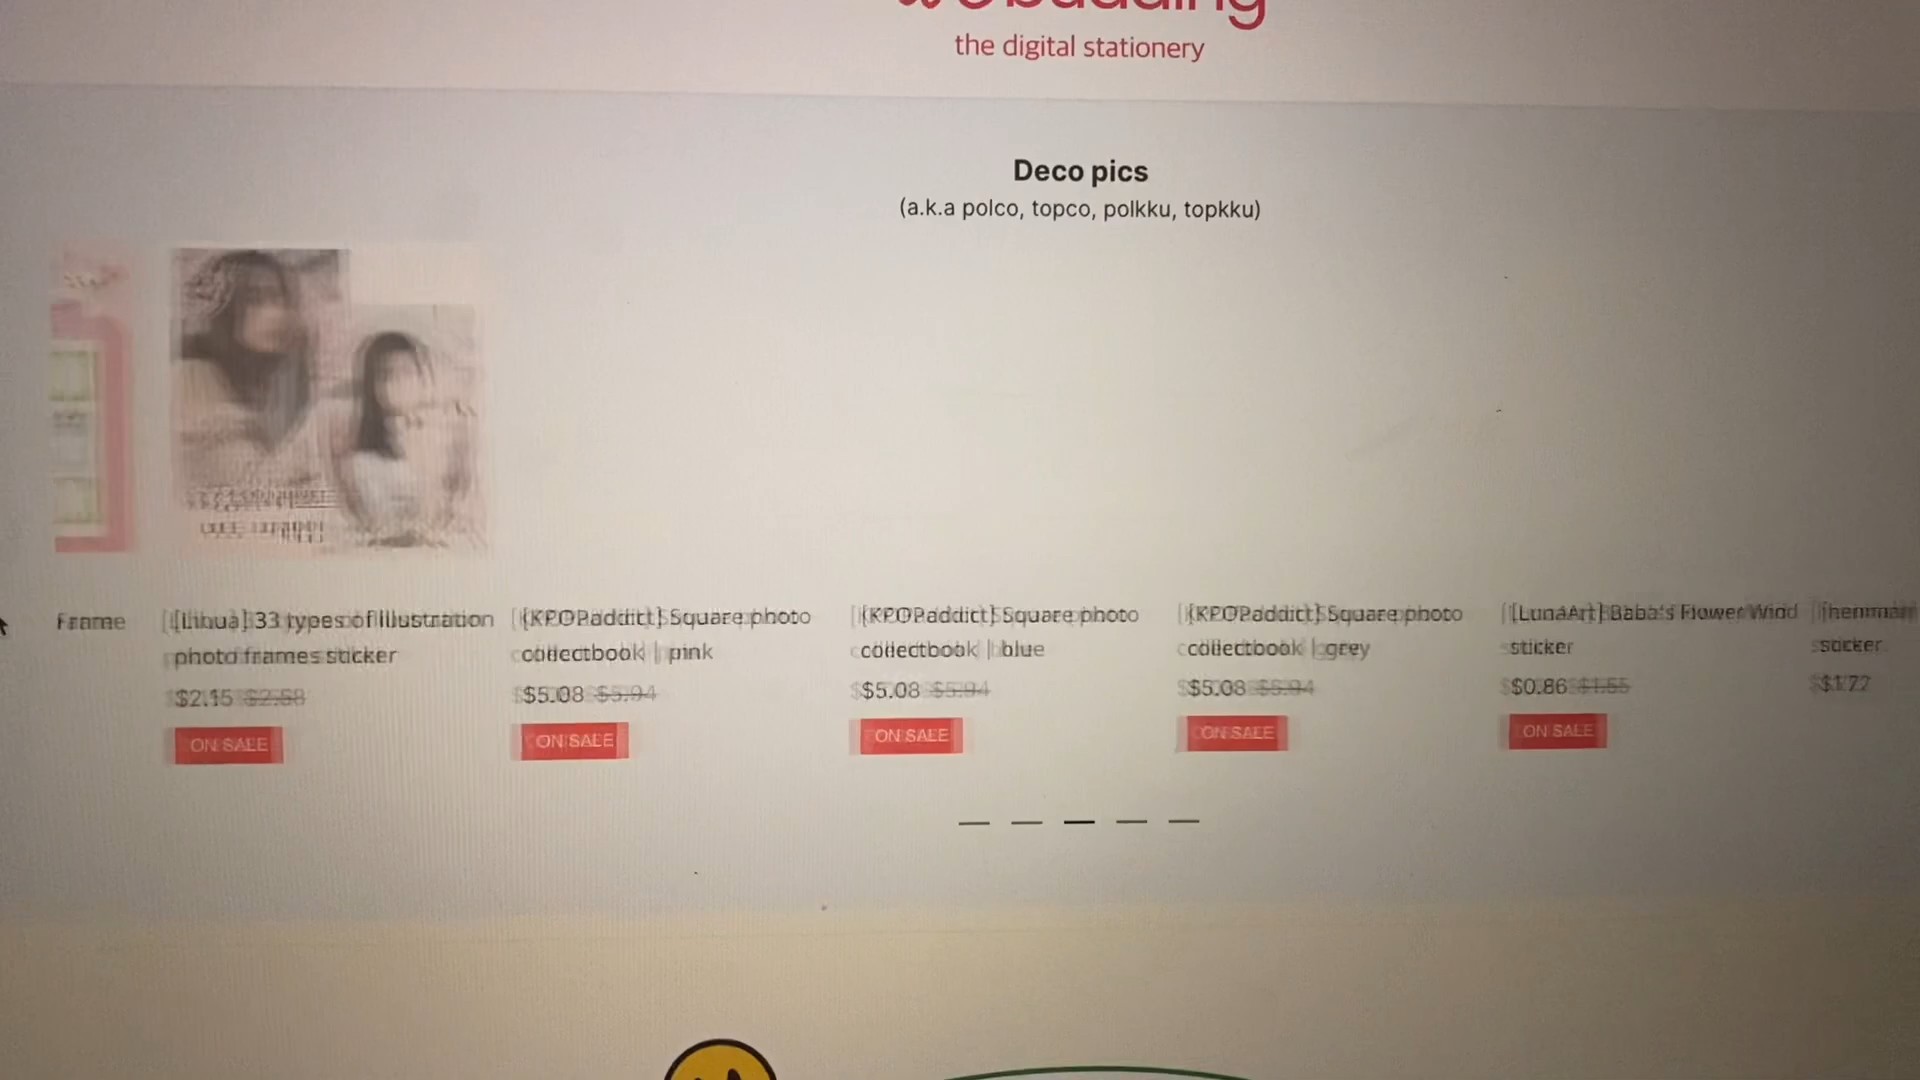 the digital stationery
Deco pics
(a.k.a polco, topco, polkku, topkku)
Frame
[Lihua] 33 types of Illustration
photo frames sticker
$2.15 $2.58
ON SALE
[KPOPaddict] Square photo
collectbook | pink
$5.08 $5.94
ON SALE
[KPOPaddict] Square photo
collectbook | blue
$5.08 $5.94
ON SALE
[KPOPaddict] Square photo
collectbook | grey
$5.08 $5.94
ON SALE
[LunaArt] Baba's Flower Wind
sticker
$0.86 $1.55
ON SALE
sticker
$1.77